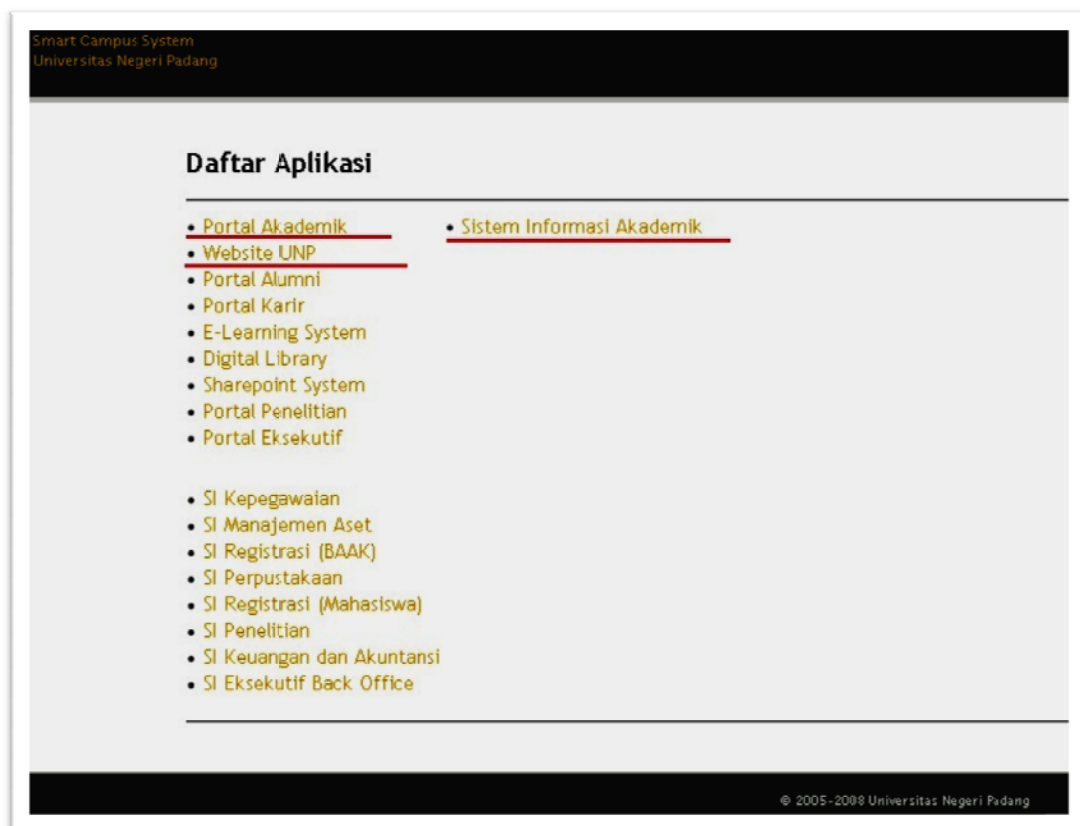 Smart Campus System
Universitas Negeri Padang
Daftar Aplikasi
• Portal Akademik
• Website UNP
• Portal Alumni
• Portal Karir
• E-Learning System
• Digital Library
• Sharepoint System
• Portal Penelitian
• Portal Eksekutif
• Sistem Informasi Akademik
• SI Kepegawaian
• SI Manajemen Aset
• SI Registrasi (BAAK)
• SI Perpustakaan
• SI Registrasi (Mahasiswa)
• SI Penelitian
• SI Keuangan dan Akuntansi
• SI Eksekutif Back Office
© 2005-2008 Universitas Negeri Padang